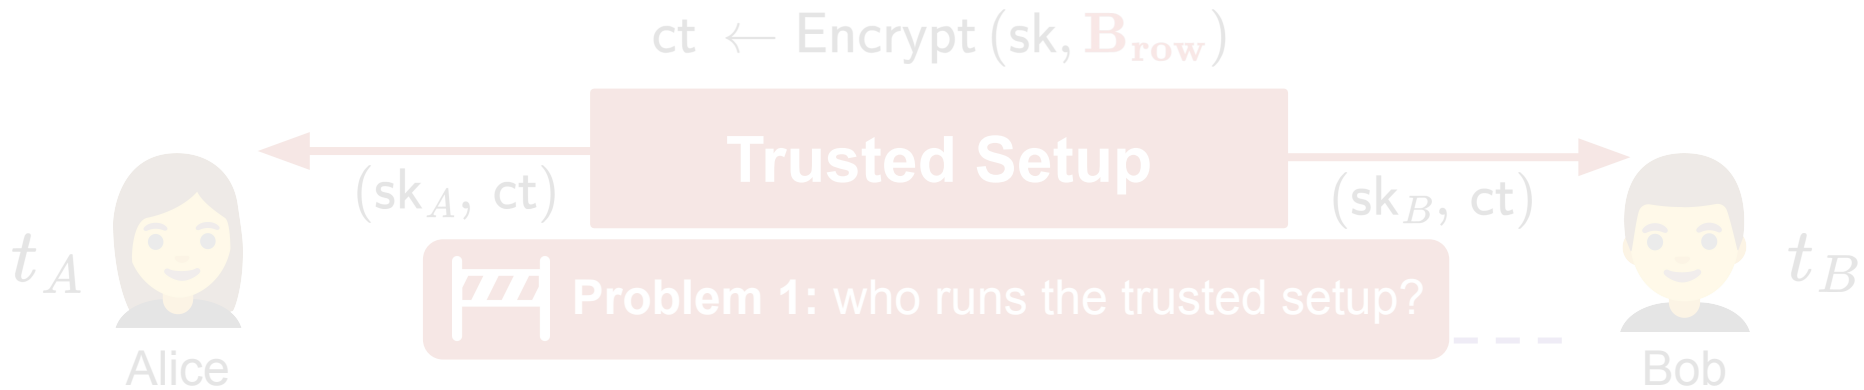 ct ← Encrypt (sk, B_row)
Trusted Setup
(sk_A, ct)
(sk_B, ct)
t_A
t_B
Problem 1: who runs the trusted setup?
Alice
Bob